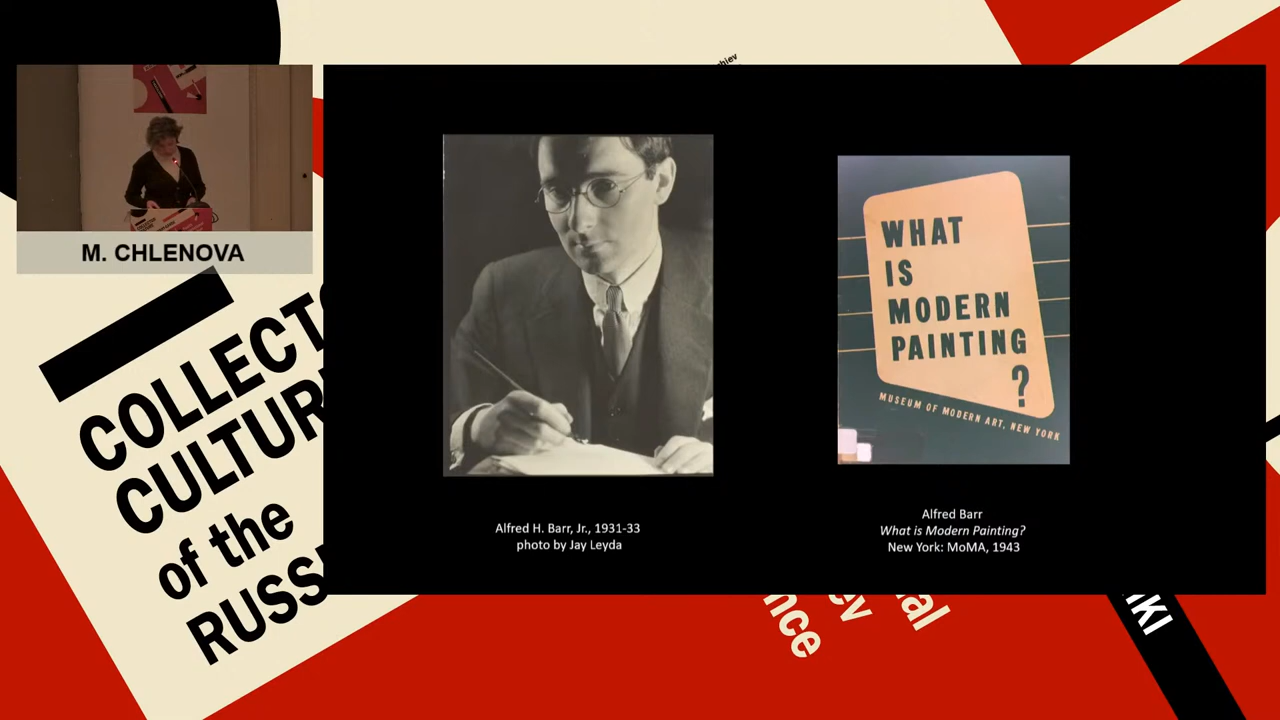 M. CHLENOVA
COLLECT
CULTUR
of the
RUSS
WHAT
IS
MODERN
PAINTING
?
MUSEUM OF MODERN ART, NEW YORK
Alfred H. Barr, Jr., 1931-33
photo by Jay Leyda
Alfred Barr
What is Modern Painting?
New York: MoMA, 1943